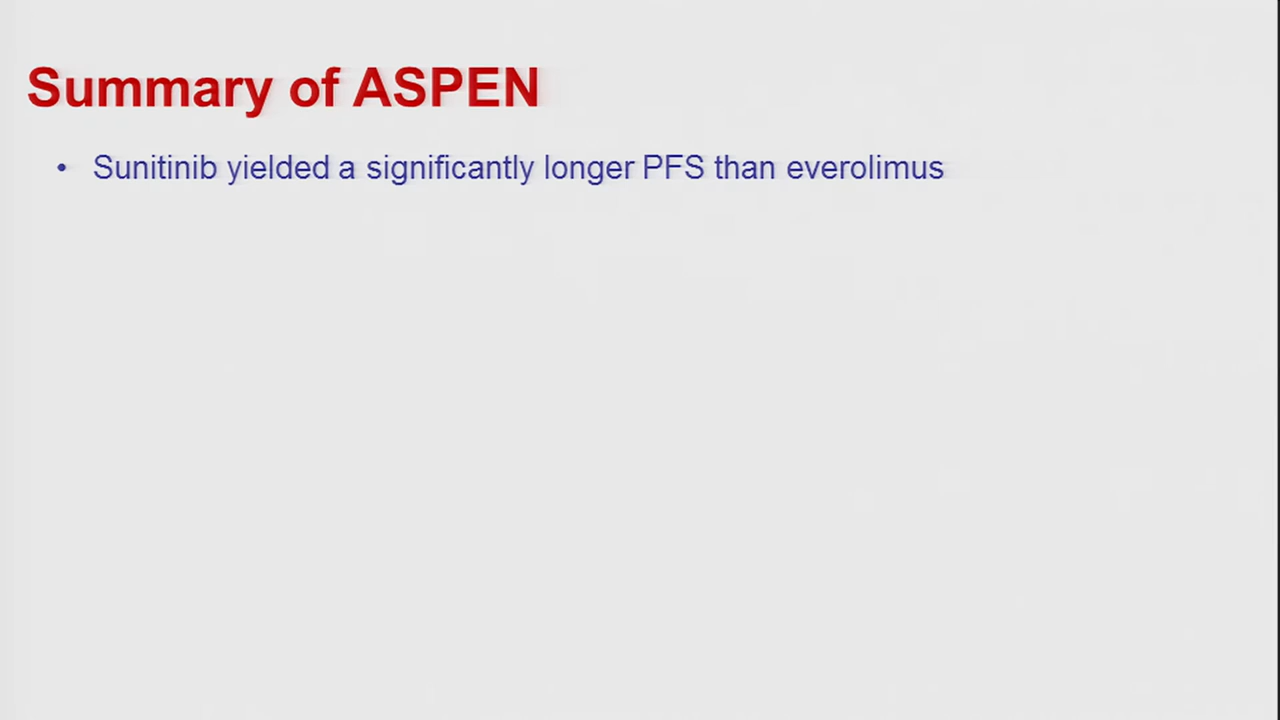 Summary of ASPEN
• Sunitinib yielded a significantly longer PFS than everolimus